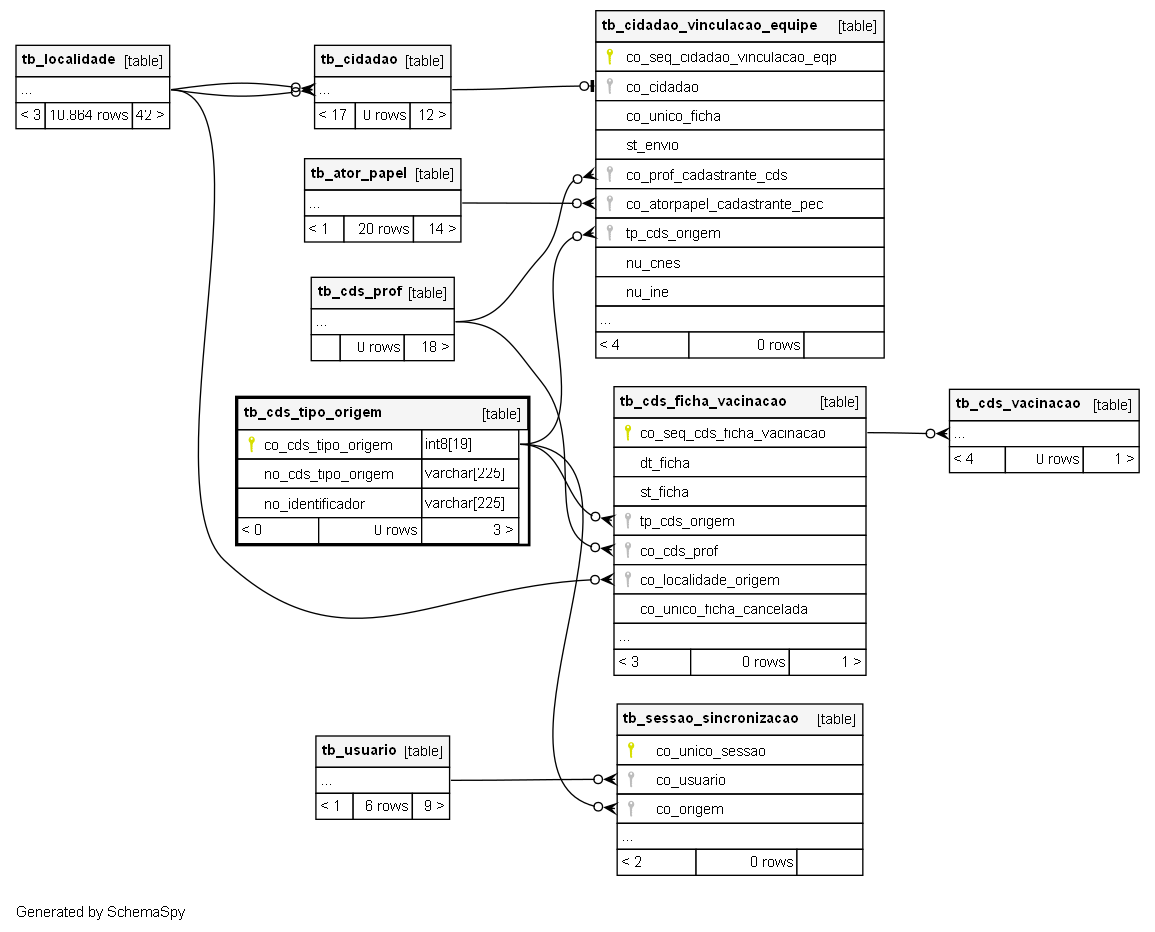 tb_localidade [table]
...
< 3 10.864 rows 42 >
tb_cidadao [table]
...
< 17 0 rows 12 >
tb_ator_papel [table]
...
< 1 20 rows 14 >
tb_cds_prof [table]
...
0 rows 18 >
tb_cds_tipo_origem [table]
co_cds_tipo_origem int8[19]
no_cds_tipo_origem varchar[225]
no_identificador varchar[225]
< 0 0 rows 3 >
tb_usuario [table]
...
< 1 6 rows 9 >
tb_cidadao_vinculacao_equipe [table]
co_seq_cidadao_vinculacao_eqp
co_cidadao
co_unico_ficha
st_envio
co_prof_cadastrante_cds
co_atorpapel_cadastrante_pec
tp_cds_origem
nu_cnes
nu_ine
...
< 4 0 rows
tb_cds_ficha_vacinacao [table]
co_seq_cds_ficha_vacinacao
dt_ficha
st_ficha
tp_cds_origem
co_cds_prof
co_localidade_origem
co_unico_ficha_cancelada
...
< 3 0 rows 1 >
tb_sessao_sincronizacao [table]
co_unico_sessao
co_usuario
co_origem
...
< 2 0 rows
tb_cds_vacinacao [table]
...
< 4 0 rows 1 >
Generated by SchemaSpy